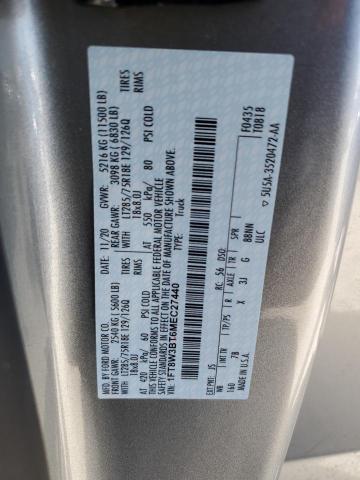 MFD. BY FORD MOTOR CO.
DATE: 11/20 GVWR: 5216 KG (11500 LB)
FRONT GAWR: 2540 KG (5600 LB) REAR GAWR: 3098 KG (6830 LB)
WITH LT285/75R18E 129/126Q TIRES WITH LT285/75R18E 129/126Q TIRES
18x8.0J RIMS 18x8.0J RIMS
AT 420 kPa/ 60 PSI COLD AT 550 kPa/ 80 PSI COLD
THIS VEHICLE CONFORMS TO ALL APPLICABLE FEDERAL MOTOR VEHICLE
SAFETY STANDARDS IN EFFECT ON THE DATE OF MANUFACTURE SHOWN ABOVE.
VIN: 1FT8W3BT6MEC27440
TYPE: Truck
F0435
T0818
EXT PNT: JS RC: 56 DSO:
WB INT TR TP/PS R AXLE TR SPR
160 7B X 3J G 88NN
ULC
MADE IN U.S.A.
5U5A-3520472-AA